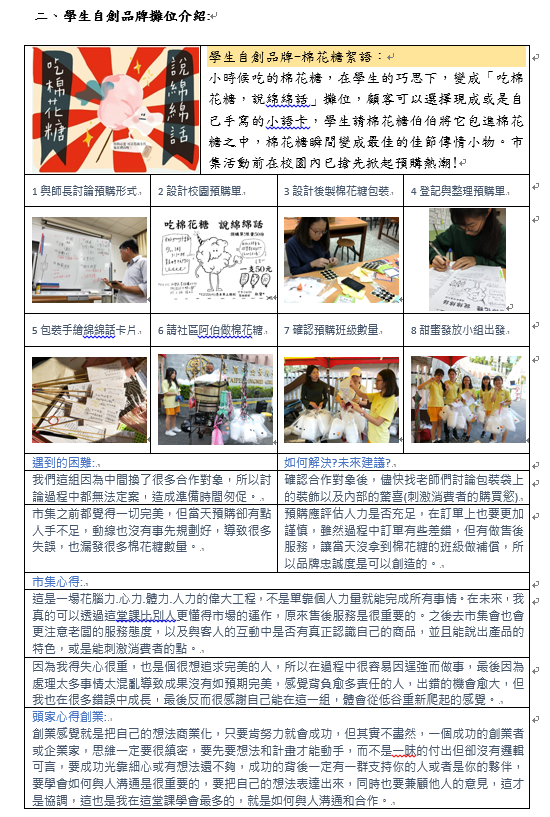 二、學生自創品牌攤位介紹:
吃棉花糖
說綿綿話
學生自創品牌-棉花糖絮語：
小時候吃的棉花糖，在學生的巧思下，變成「吃棉
花糖，說綿綿話」攤位，顧客可以選擇現成或是自
己手寫的小語卡，學生請棉花糖伯伯將它包進棉花
糖之中，棉花糖瞬間變成最佳的佳節傳情小物。市
集活動前在校園內已搶先掀起預購熱潮!
1 與師長討論預購形式
2 設計校園預購單
3 設計後製棉花糖包裝
4 登記與整理預購單
吃棉花糖 說綿綿話
一支50元
5 包裝手繪綿綿話卡片
6 請社區阿伯做棉花糖
7 確認預購班級數量
8 甜蜜發放小組出發
遇到的困難:
如何解決?未來建議?
我們這組因為中間換了很多合作對象，所以討
論過程中都無法定案，造成準備時間匆促。
確認合作對象後，儘快找老師們討論包裝袋上
的裝飾以及內部的驚喜(刺激消費者的購買慾)
市集之前都覺得一切完美，但當天預購卻有點
人手不足，動線也沒有事先規劃好，導致很多
失誤，也漏發很多棉花糖數量。
預購應評估人力是否充足，在訂單上也要更加
謹慎，雖然過程中訂單有些差錯，但有做售後
服務，讓當天沒拿到棉花糖的班級做補償，所
以品牌忠誠度是可以創造的。
市集心得:
這是一場花腦力.心力.體力.人力的偉大工程，不是單靠個人力量就能完成所有事情。在未來，我
真的可以透過這堂課比別人更懂得市場的運作，原來售後服務是很重要的。之後去市集會也會
更注意老闆的服務態度，以及與客人的互動中是否有真正認識自己的商品，並且能說出產品的
特色，或是能刺激消費者的點。
因為我得失心很重，也是個很想追求完美的人，所以在過程中很容易因逞強而做事，最後因為
處理太多事情太混亂導致成果沒有如預期完美，感覺背負愈多責任的人，出錯的機會愈大，但
我也在很多錯誤中成長，最後反而很感謝自己能在這一組，體會從低谷重新爬起的感覺。
頭家心得創業:
創業感覺就是把自己的想法商業化，只要肯努力就會成功，但其實不盡然，一個成功的創業者
或企業家，思維一定要很縝密，要先要想法和計畫才能動手，而不是一昧的付出但卻沒有邏輯
可言，要成功光靠細心或有想法還不夠，成功的背後一定有一群支持你的人或者是你的夥伴，
要學會如何與人溝通是很重要的，要把自己的想法表達出來，同時也要兼顧他人的意見，這才
是協調，這也是我在這堂課學會最多的，就是如何與人溝通和合作。